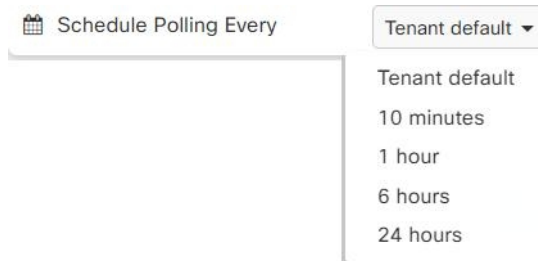 Schedule Polling Every Tenant default
Tenant default
10 minutes
1 hour
6 hours
24 hours